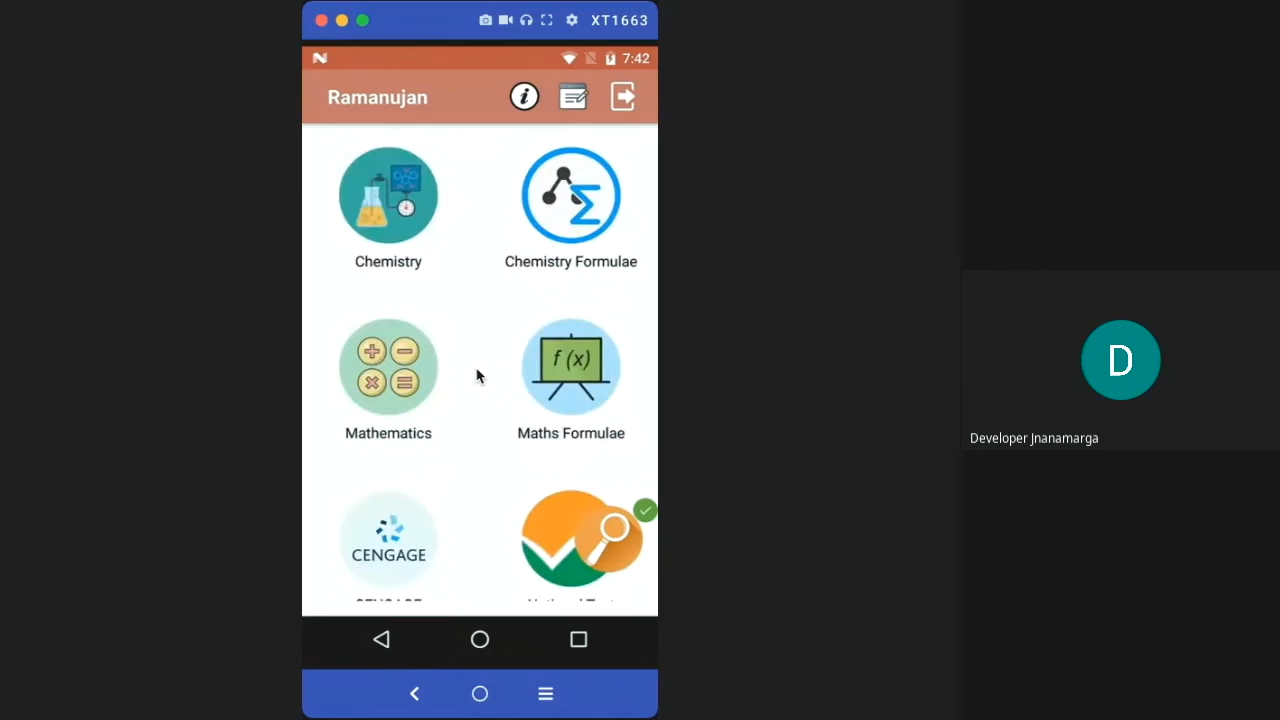 XT1663
7:42
Ramanujan
i
Chemistry
Chemistry Formulae
f (x)
Mathematics
Maths Formulae
CENGAGE
D
Developer Jnanamarga